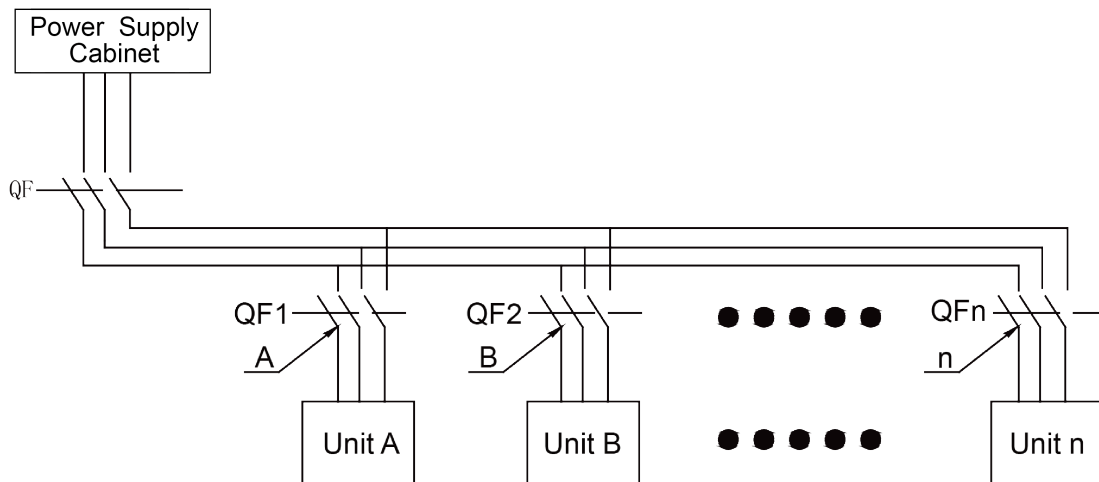 Power Supply
Cabinet
QF
QF1
QF2
QFn
A
B
n
Unit A
Unit B
Unit n